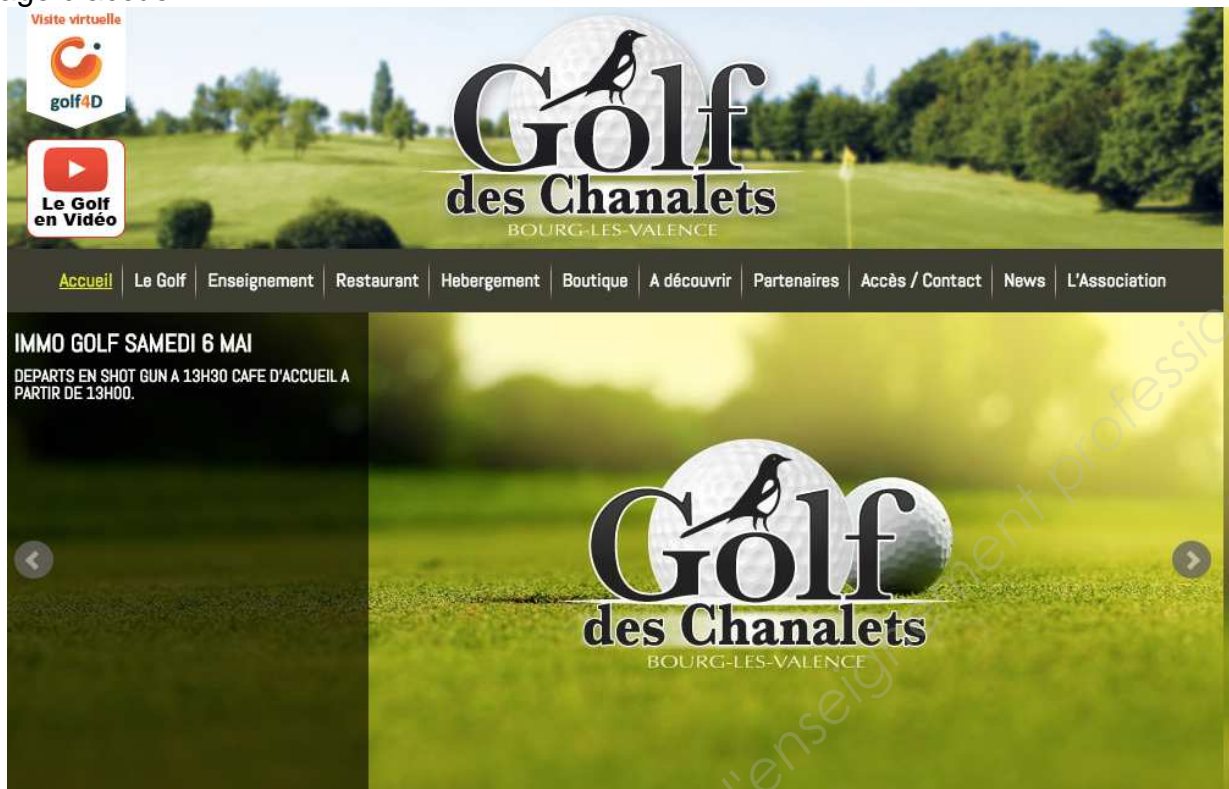 Visite virtuelle
golf4D
Le Golf
en Vidéo
Golf
des Chanalets
BOURG-LES-VALENCE
Accueil Le Golf Enseignement Restaurant Hebergement Boutique A découvrir Partenaires Accès / Contact News L'Association
IMMO GOLF SAMEDI 6 MAI
DEPARTS EN SHOT GUN A 13H30 CAFE D'ACCUEIL A
PARTIR DE 13H00.
Golf
des Chanalets
BOURG-LES-VALENCE